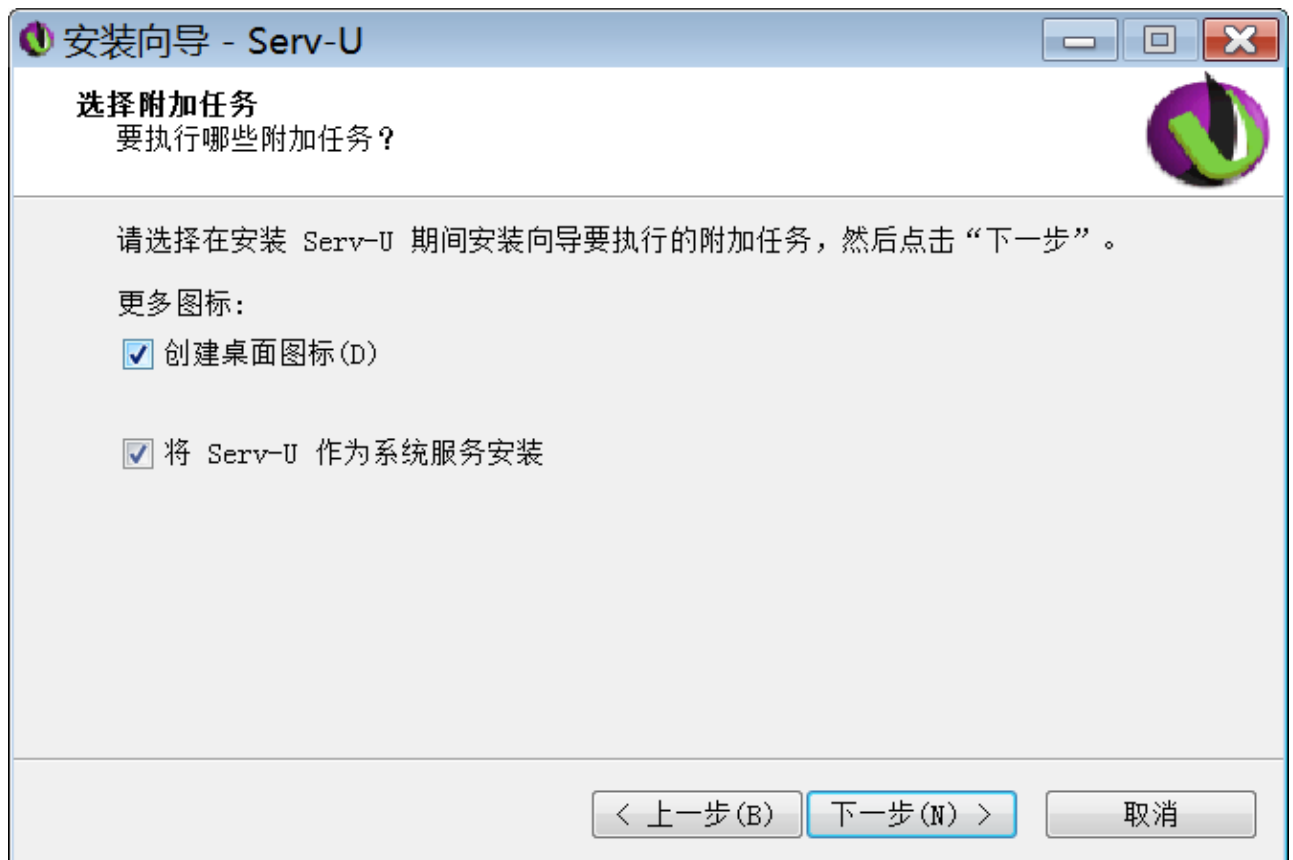 安装向导 - Serv-U
选择附加任务
要执行哪些附加任务？
请选择在安装 Serv-U 期间安装向导要执行的附加任务，然后点击“下一步”。
更多图标:
创建桌面图标(D)
将 Serv-U 作为系统服务安装
< 上一步(B)
下一步(N) >
取消